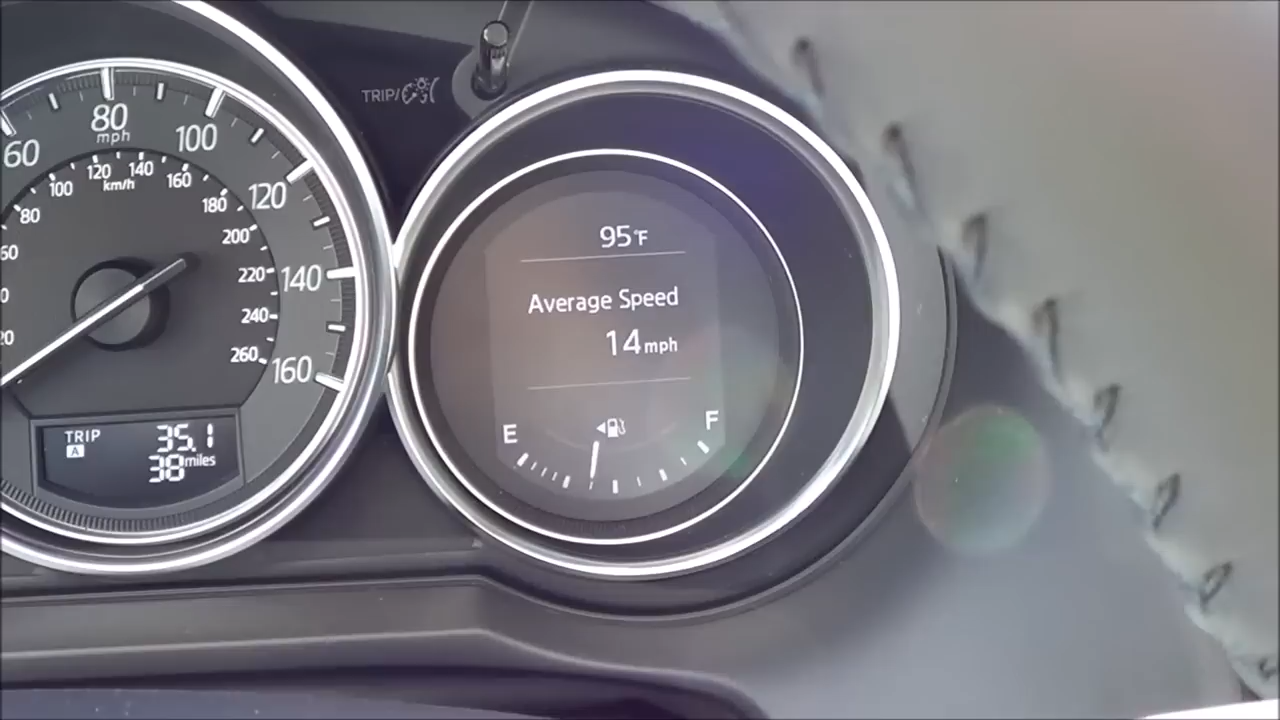 TRIP/
60
80
mph
100
120
140
160
80
100
120
140
km/h
160
180
200
220
240
260
60
20
TRIP
A
35.1
38 miles
95°F
Average Speed
14 mph
E
F